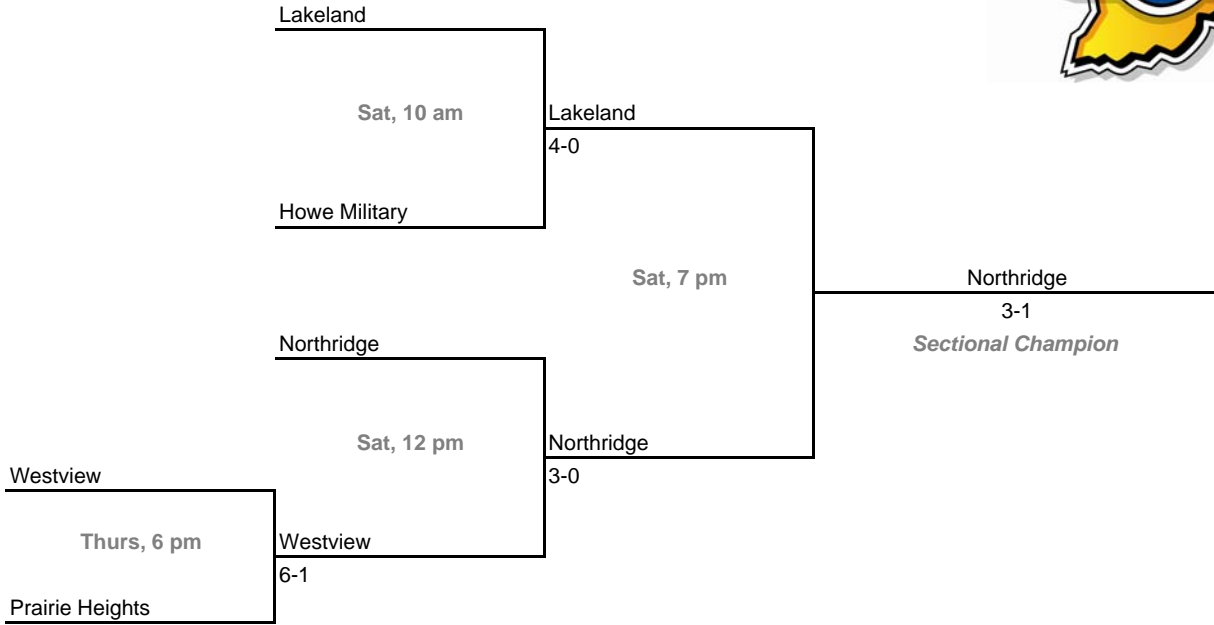 Lakeland
Sat, 10 am
Lakeland
4-0
Howe Military
Sat, 7 pm
Northridge
3-1
Sectional Champion
Northridge
Sat, 12 pm
Northridge
3-0
Westview
Thurs, 6 pm
Westview
6-1
Prairie Heights